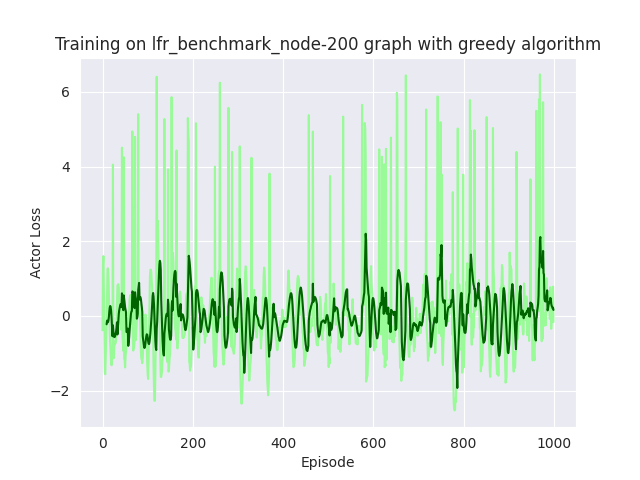 Training on lfr_benchmark_node-200 graph with greedy algorithm
6
4
2
0
−2
Actor Loss
0 200 400 600 800 1000
Episode